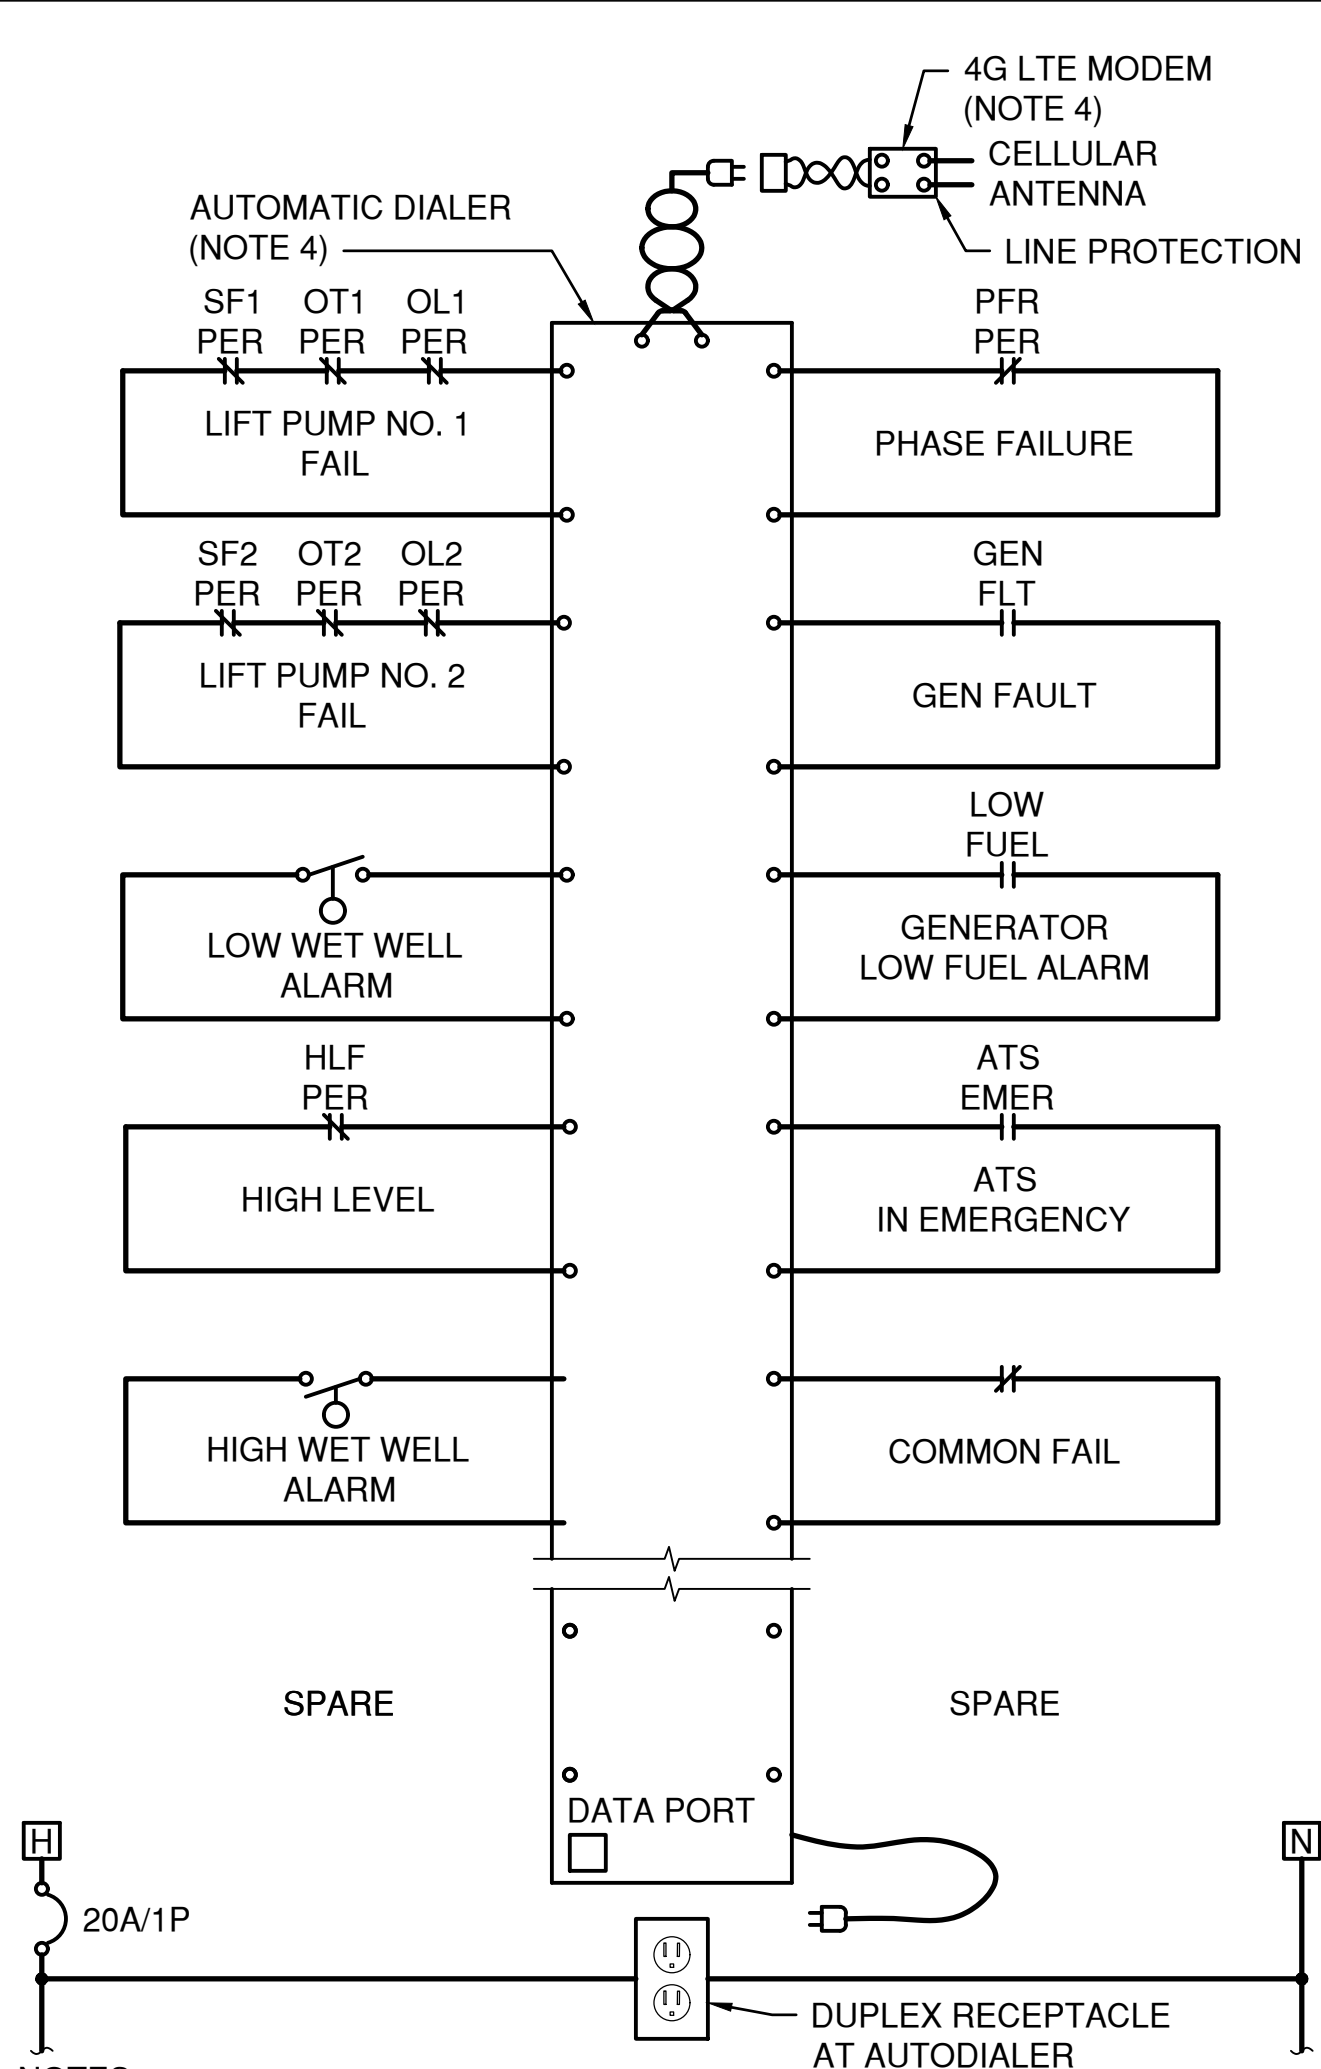 4G LTE MODEM
(NOTE 4)
CELLULAR
ANTENNA
LINE PROTECTION
AUTOMATIC DIALER
(NOTE 4)
SF1 OT1 OL1
PER PER PER
LIFT PUMP NO. 1
FAIL
PFR
PER
PHASE FAILURE
SF2 OT2 OL2
PER PER PER
LIFT PUMP NO. 2
FAIL
GEN
FLT
GEN FAULT
LOW WET WELL
ALARM
LOW
FUEL
GENERATOR
LOW FUEL ALARM
HLF
PER
HIGH LEVEL
ATS
EMER
ATS
IN EMERGENCY
HIGH WET WELL
ALARM
COMMON FAIL
SPARE
SPARE
DATA PORT
H
N
20A/1P
DUPLEX RECEPTACLE
AT AUTODIALER
NOTES